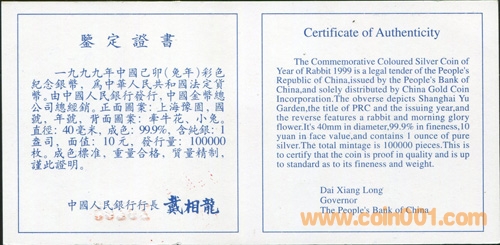 鑒定證書
一九九九年中國己卯(兔年)彩色
紀念銀幣,爲中華人民共和國法定貨
幣。由中國人民銀行發行,中國金幣總
公司總經銷。正面圖案:上海豫園,國
號,年號,背面圖案:牽牛花、小兔。
直徑:40毫米,成色:99.9%,含純銀:1
盎司,面值:10元,發行量:100000
枚。成色標准,重量合格,質量精制,
謹此證明。
中國人民銀行行長 戴相龍
Certificate of Authenticity
The Commemorative Coloured Silver Coin of
Year of Rabbit 1999 is a legal tender of the People's
Republic of China,issued by the People's Bank of
China,and solely distributed by China Gold Coin
Incorporation.The obverse depicts Shanghai Yu
Garden,the title of PRC and the issuing year,and
the reverse features a rabbit and morning glory
flower.It's 40mm in diameter,99.9% in fineness,10
yuan in face value,and contains 1 ounce of pure
silver.The total mintage is 100000 pieces.This is
to certify that the coin is proof in quality and is up
to standard as to its fineness and weight.
Dai Xiang Long
Governor
The People's Bank of China
www.coin001.com